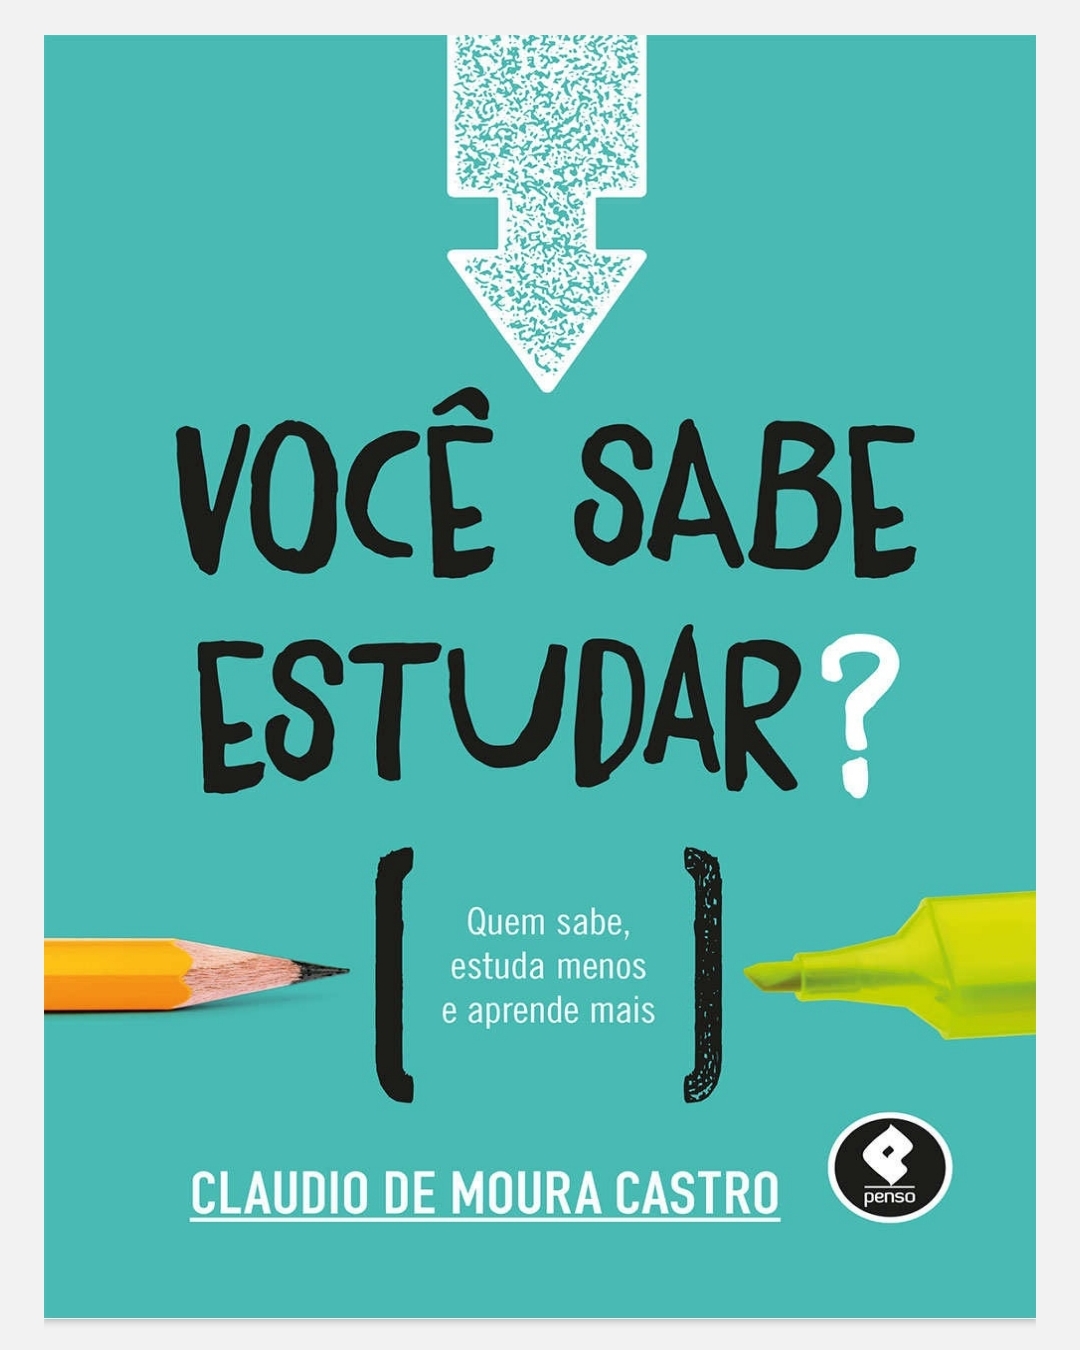 VOCÊ SABE
ESTUDAR?
Quem sabe,
estuda menos
e aprende mais
CLAUDIO DE MOURA CASTRO
penso